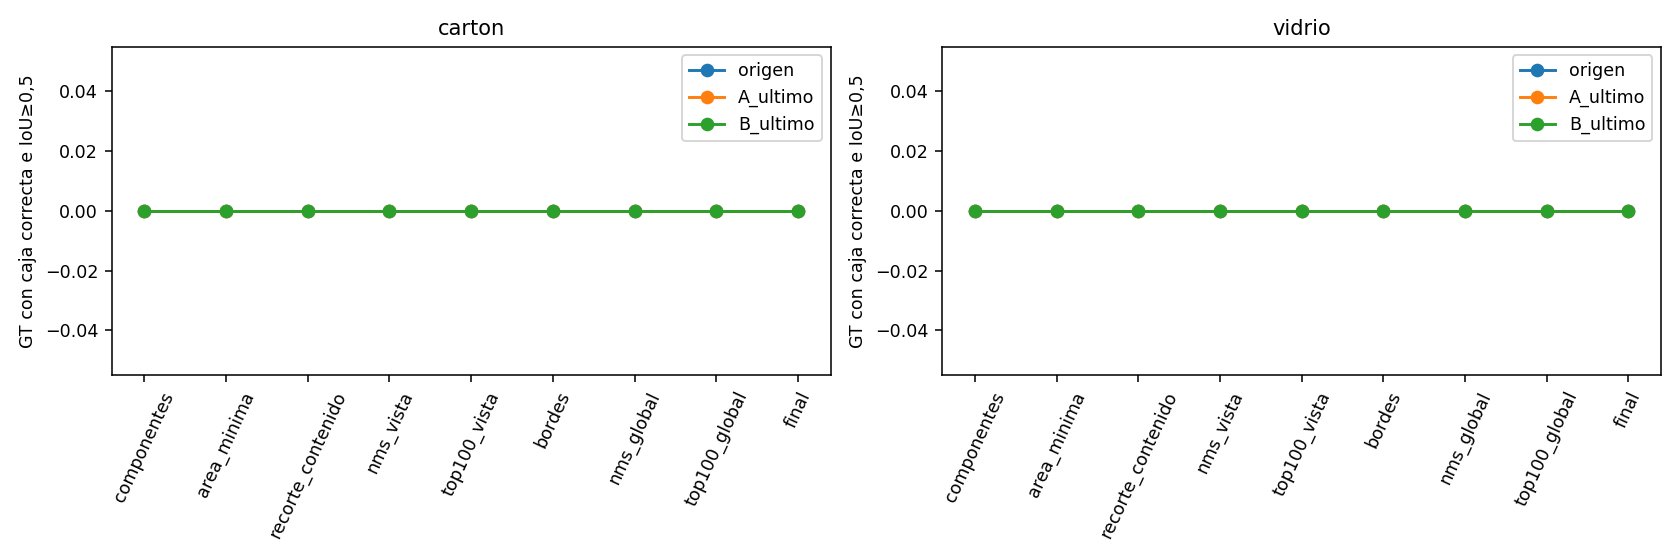 carton
GT con caja correcta e IoU≥0,5
0.04
0.02
0.00
−0.02
−0.04
origen
A_ultimo
B_ultimo
componentes
area_minima
recorte_contenido
nms_vista
top100_vista
bordes
nms_global
top100_global
final
vidrio
GT con caja correcta e IoU≥0,5
0.04
0.02
0.00
−0.02
−0.04
origen
A_ultimo
B_ultimo
componentes
area_minima
recorte_contenido
nms_vista
top100_vista
bordes
nms_global
top100_global
final